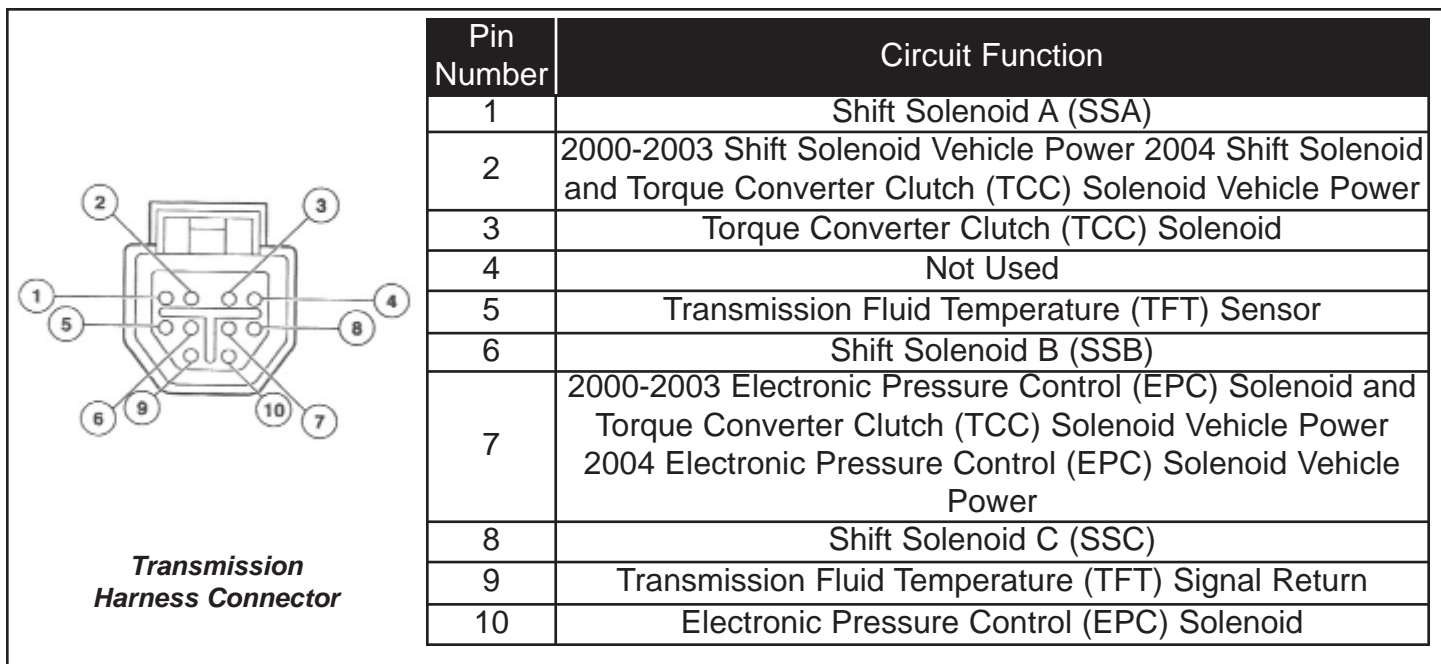 Pin
Number
Circuit Function
1
Shift Solenoid A (SSA)
2
2000-2003 Shift Solenoid Vehicle Power 2004 Shift Solenoid
and Torque Converter Clutch (TCC) Solenoid Vehicle Power
3
Torque Converter Clutch (TCC) Solenoid
4
Not Used
5
Transmission Fluid Temperature (TFT) Sensor
6
Shift Solenoid B (SSB)
7
2000-2003 Electronic Pressure Control (EPC) Solenoid and
Torque Converter Clutch (TCC) Solenoid Vehicle Power
2004 Electronic Pressure Control (EPC) Solenoid Vehicle
Power
8
Shift Solenoid C (SSC)
9
Transmission Fluid Temperature (TFT) Signal Return
10
Electronic Pressure Control (EPC) Solenoid
2
3
1
4
5
8
6
9
10
7
Transmission
Harness Connector